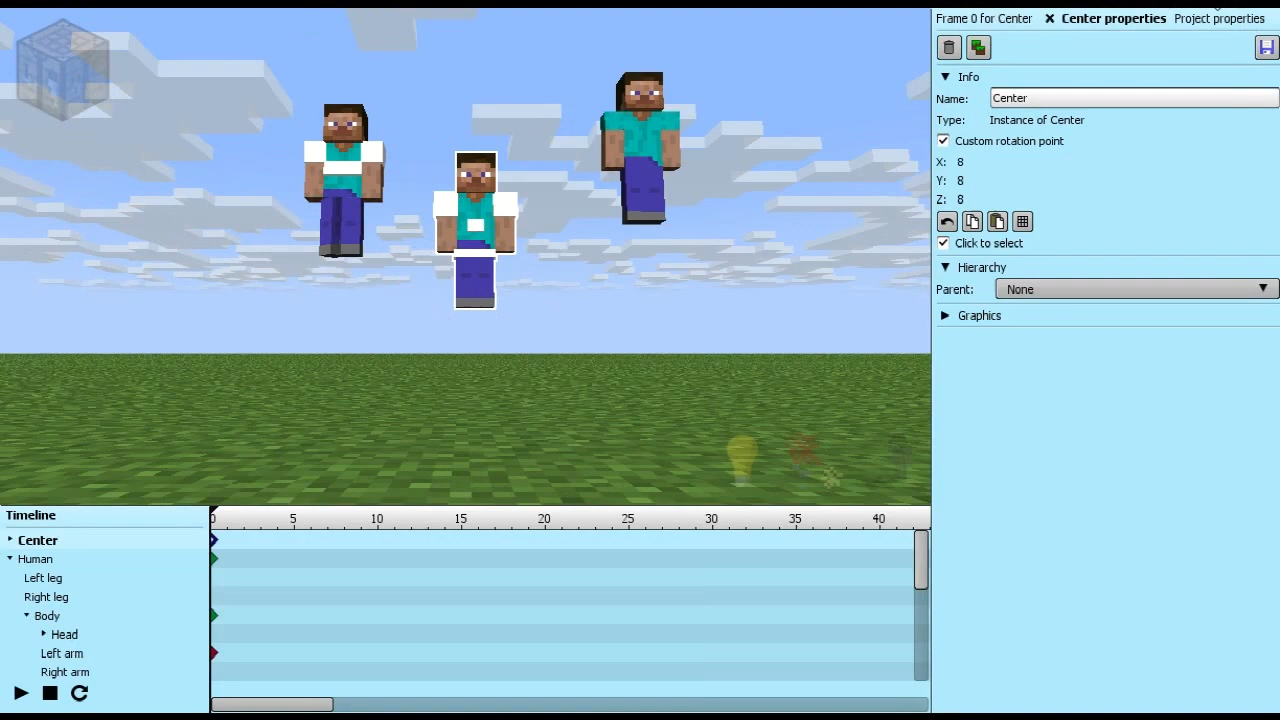 Frame 0 for Center Center properties Project properties
Info
Name: Center
Type: Instance of Center
Custom rotation point
X: 8
Y: 8
Z: 8
Click to select
Hierarchy
Parent: None
Graphics
Timeline
0 5 10 15 20 25 30 35 40
Center
Human
Left leg
Right leg
Body
Head
Left arm
Right arm